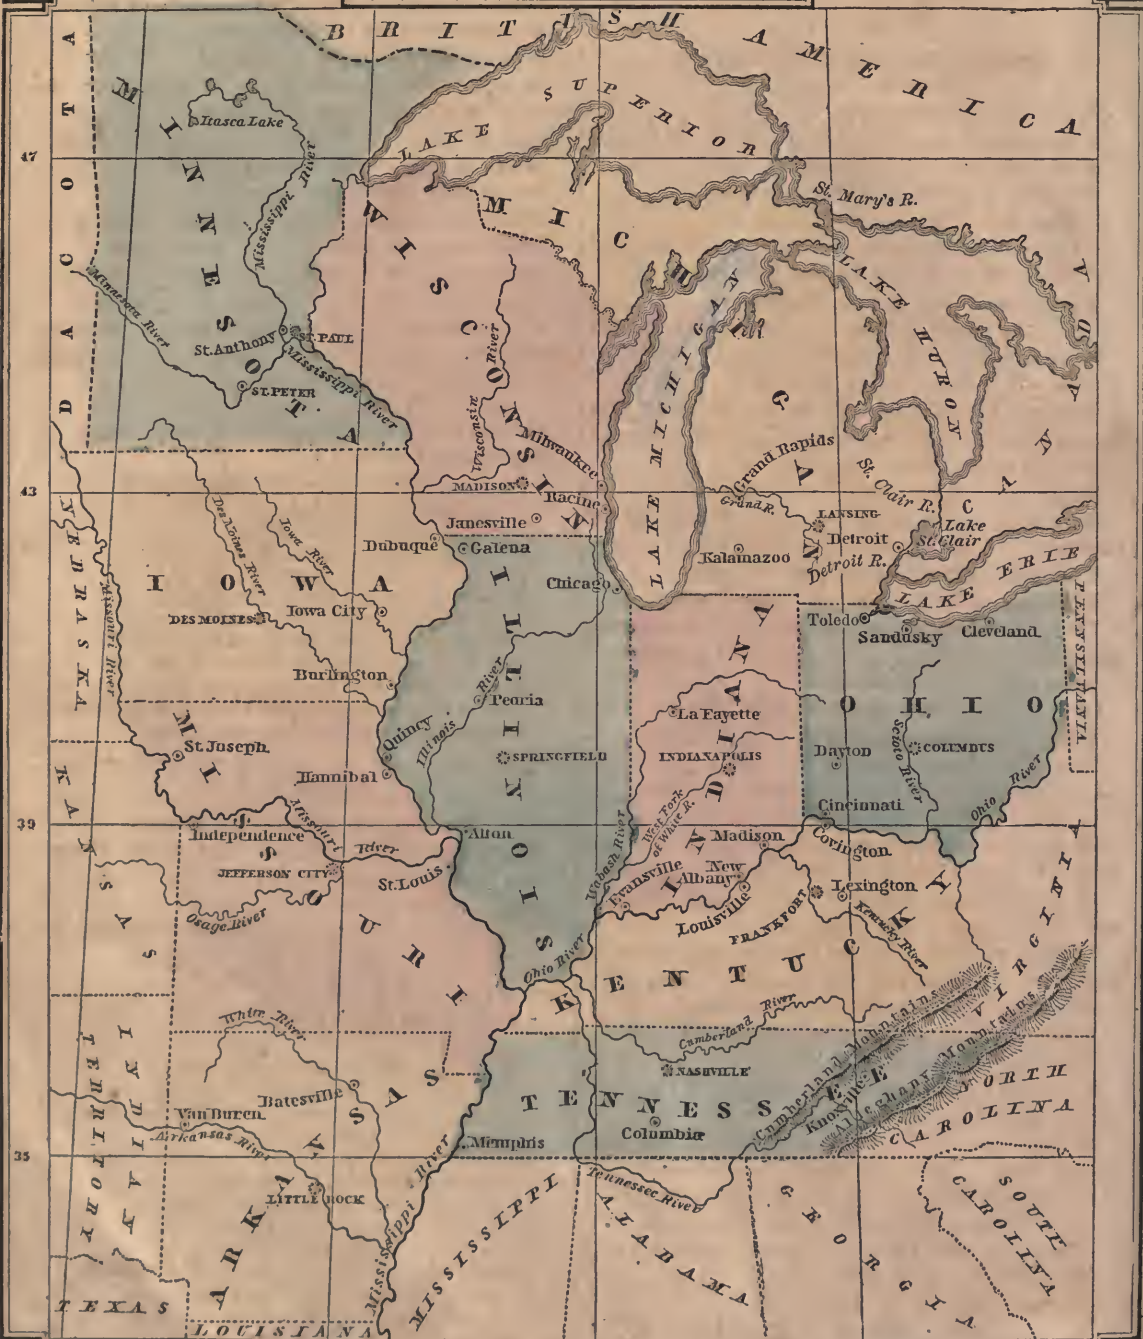 BRITISH AMERICA
DACOTA
MINNESOTA
Itasca Lake
Mississippi River
LAKE SUPERIOR
47
St. Mary's R.
WISCONSIN
MICHIGAN
CANADA
LAKE HURON
Minnesota River
St. Anthony
ST. PAUL
Mississippi River
ST. PETER
Wisconsin River
LAKE MICHIGAN
Milwaukee
Grand Rapids
Grand R.
St. Clair R.
43
MADISON
Racine
LANSING
Lake St. Clair
Janesville
Detroit
Detroit R.
Kalamazoo
LAKE ERIE
NEBRASKA
Des Moines River
Iowa River
Dubuque
Galena
Chicago
IOWA
Missouri River
DES MOINES
Iowa City
Toledo
Sandusky
Cleveland
PENNSILVANIA
Burlington
ILLINOIS
Illinois River
Peoria
INDIANA
La Fayette
OHIO
Scioto River
COLUMBUS
Dayton
St Joseph
Quincy
Hannibal
SPRINGFIELD
INDIANAPOLIS
Ohio River
Cincinnati
39
KANSAS
MISSOURI
Independence
Missouri River
Alton
West Fork of White R.
Madison
Covington
JEFFERSON CITY
St. Louis
Wabash River
Evansville
New Albany
Lexington
Osage River
Louisville
FRANKFORT
Kentucky River
Ohio River
KENTUCKY
VIRGINIA
INDIAN TERRITORY
White River
Cumberland River
Cumberland Mountains
Alleghany Mountains
NASHVILLE
Batesville
TENNESSEE
Knoxville
NORTH CAROLINA
Van Buren
Arkansas River
Memphis
Columbia
35
ARKANSAS
LITTLE ROCK
Mississippi River
Tennessee River
MISSISSIPPI
ALABAMA
GEORGIA
SOUTH CAROLINA
TEXAS
LOUISIANA
Mississippi